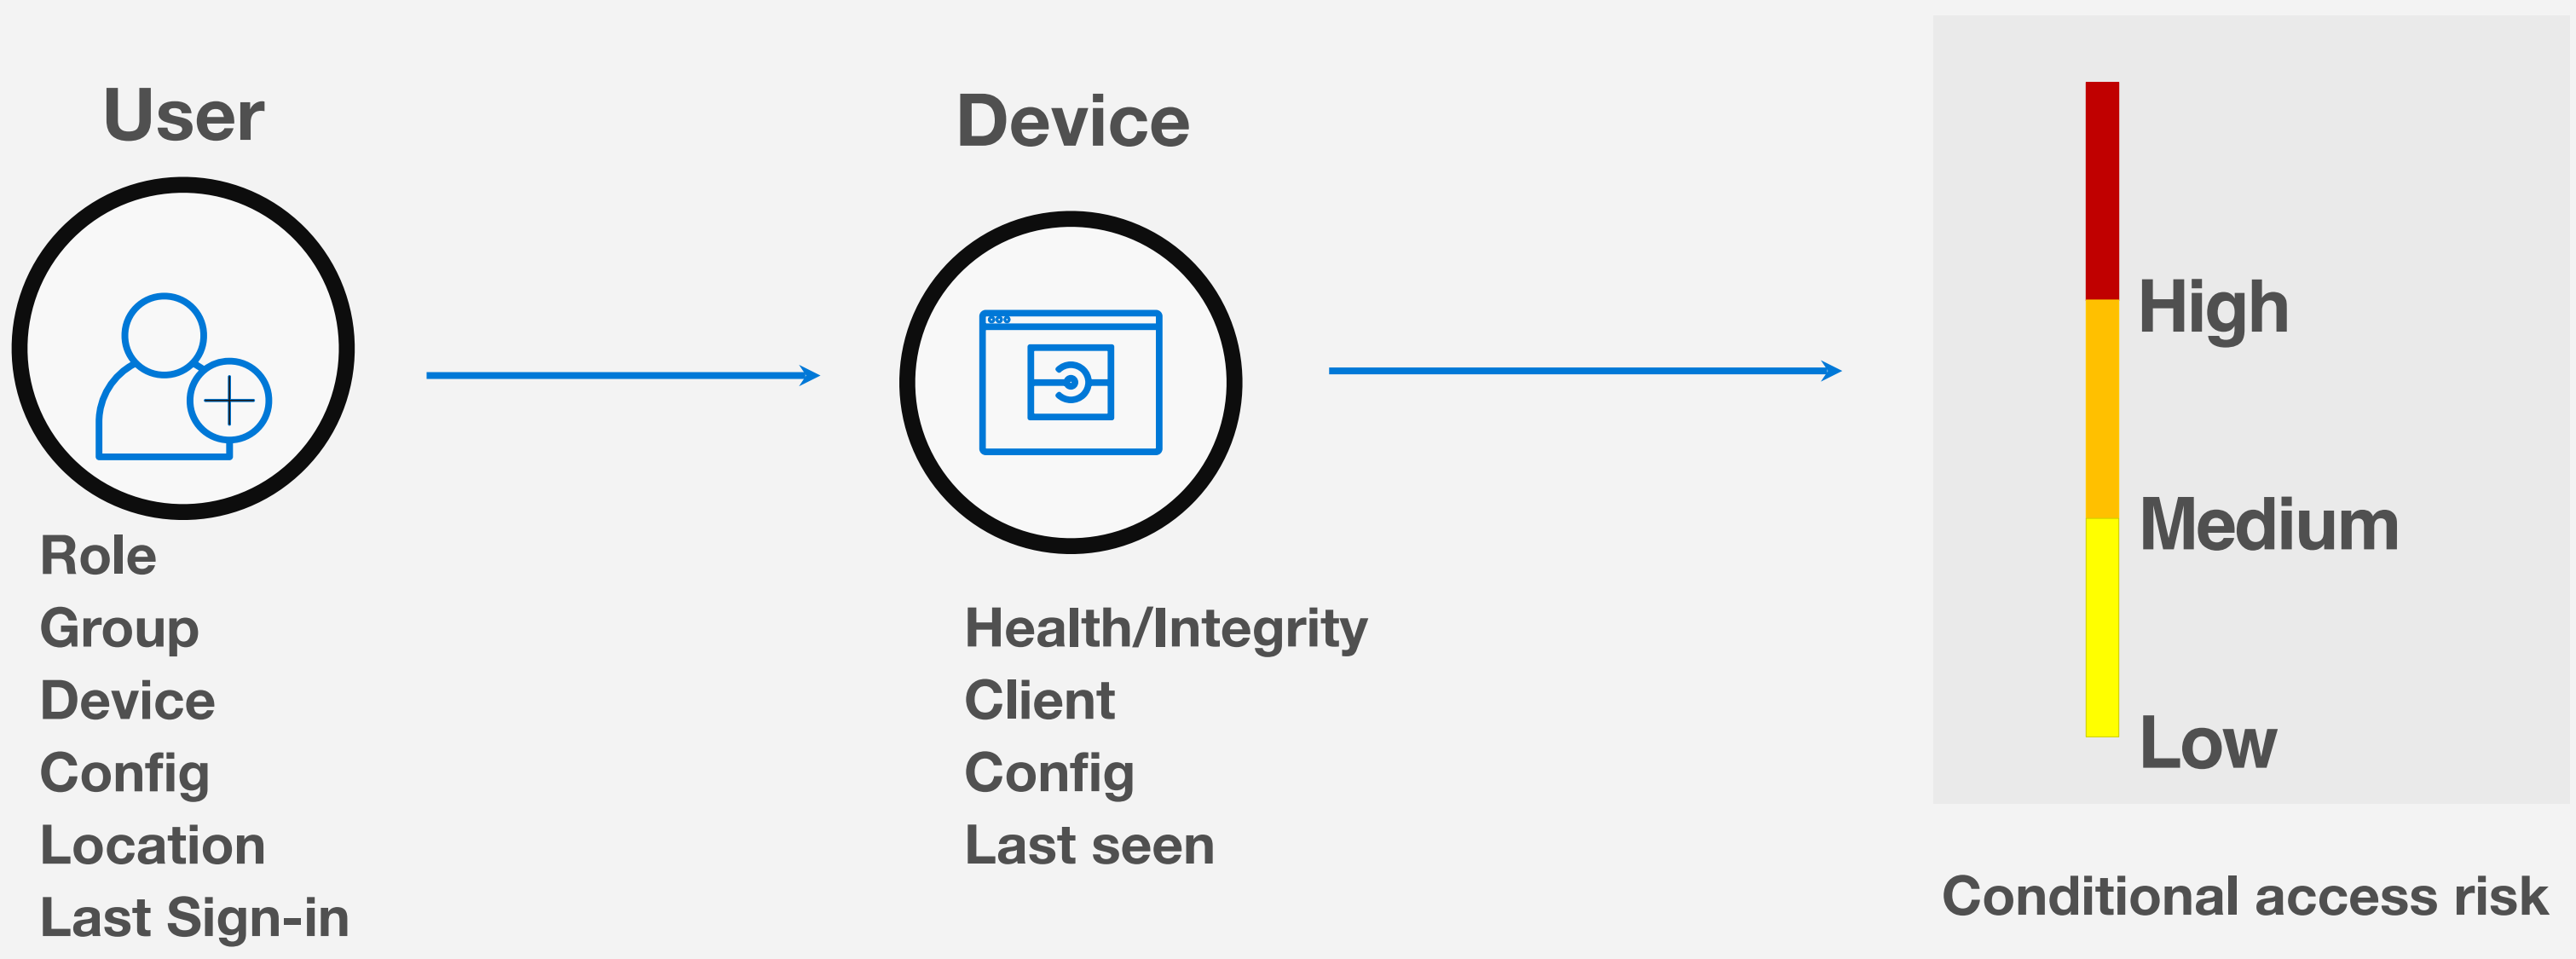 User
Role
Group
Device
Config
Location
Last Sign-in
Device
Health/Integrity
Client
Config
Last seen
High
Medium
Low
Conditional access risk